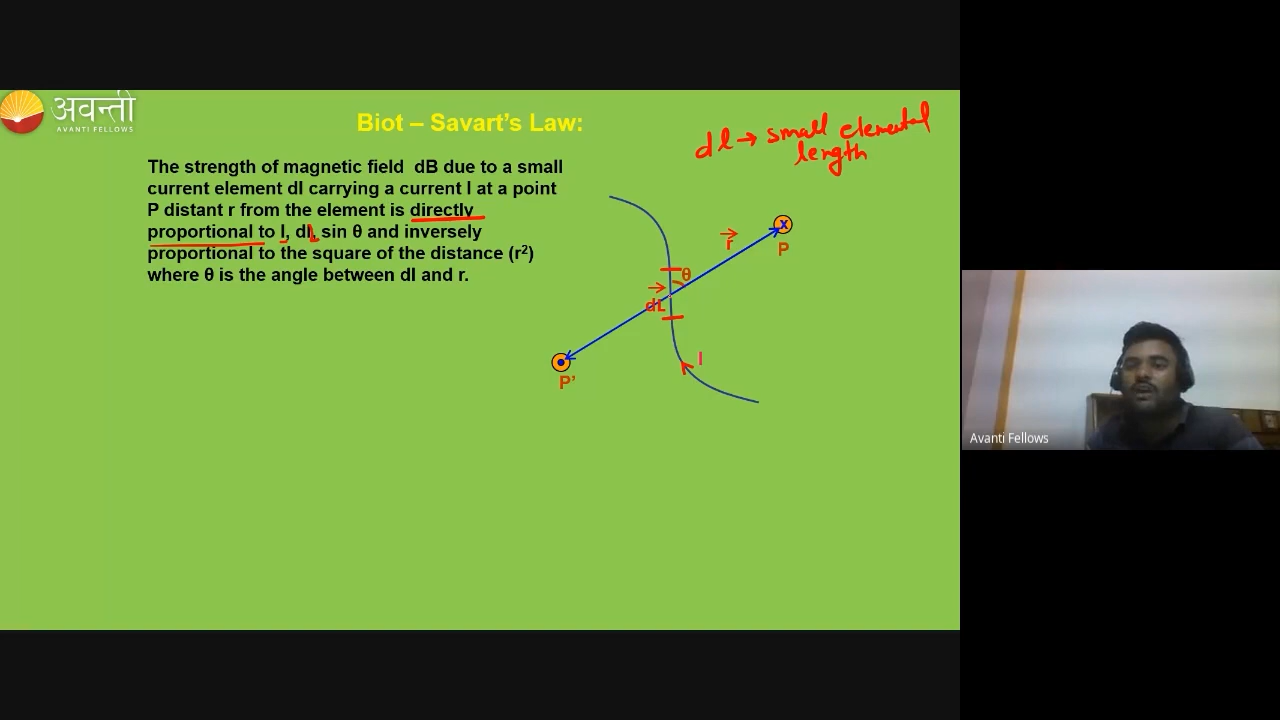 अवन्ती
AVANTI FELLOWS
Biot – Savart's Law:
dl → small elemental
length
The strength of magnetic field dB due to a small
current element dl carrying a current I at a point
P distant r from the element is directly
proportional to I, dl, sin θ and inversely
proportional to the square of the distance (r²)
where θ is the angle between dl and r.
x
r
P
θ
dL
I
P'
Avanti Fellows